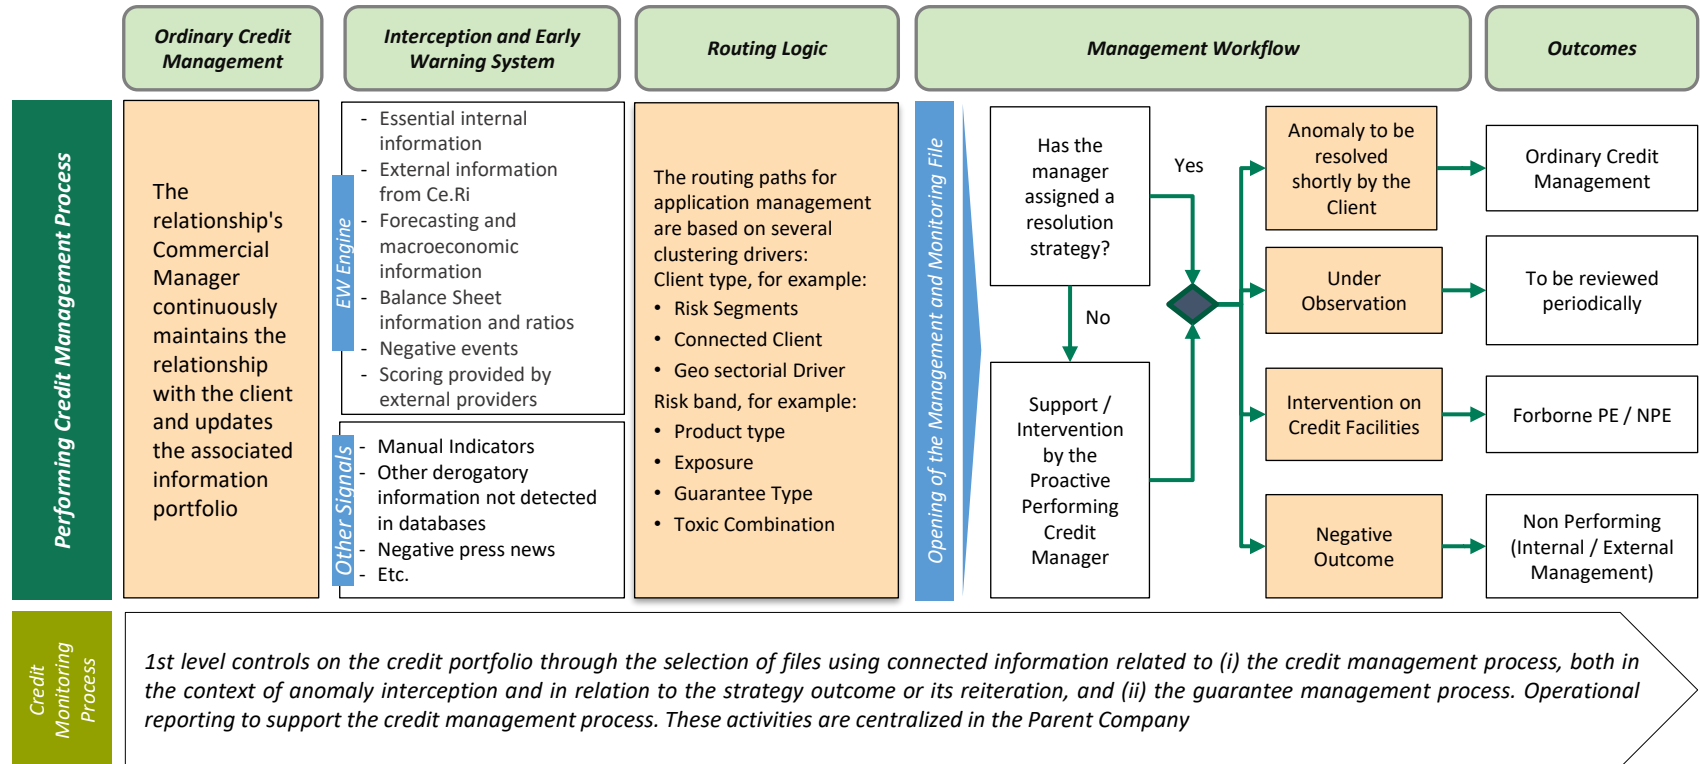 Ordinary Credit
Management
Interception and Early
Warning System
Routing Logic
Management Workflow
Outcomes
Performing Credit Management Process
The
relationship's
Commercial
Manager
continuously
maintains the
relationship
with the client
and updates
the associated
information
portfolio
EW Engine
- Essential internal
information
- External information
from Ce.Ri
- Forecasting and
macroeconomic
information
- Balance Sheet
information and ratios
- Negative events
- Scoring provided by
external providers
Other Signals
- Manual Indicators
- Other derogatory
information not detected
in databases
- Negative press news
- Etc.
The routing paths for
application management
are based on several
clustering drivers:
Client type, for example:
• Risk Segments
• Connected Client
• Geo sectorial Driver
Risk band, for example:
• Product type
• Exposure
• Guarantee Type
• Toxic Combination
Opening of the Management and Monitoring File
Has the
manager
assigned a
resolution
strategy?
Yes
No
Support /
Intervention
by the
Proactive
Performing
Credit
Manager
Anomaly to be
resolved
shortly by the
Client
Ordinary Credit
Management
Under
Observation
To be reviewed
periodically
Intervention on
Credit Facilities
Forborne PE / NPE
Negative
Outcome
Non Performing
(Internal / External
Management)
Credit
Monitoring
Process
1st level controls on the credit portfolio through the selection of files using connected information related to (i) the credit management process, both in
the context of anomaly interception and in relation to the strategy outcome or its reiteration, and (ii) the guarantee management process. Operational
reporting to support the credit management process. These activities are centralized in the Parent Company